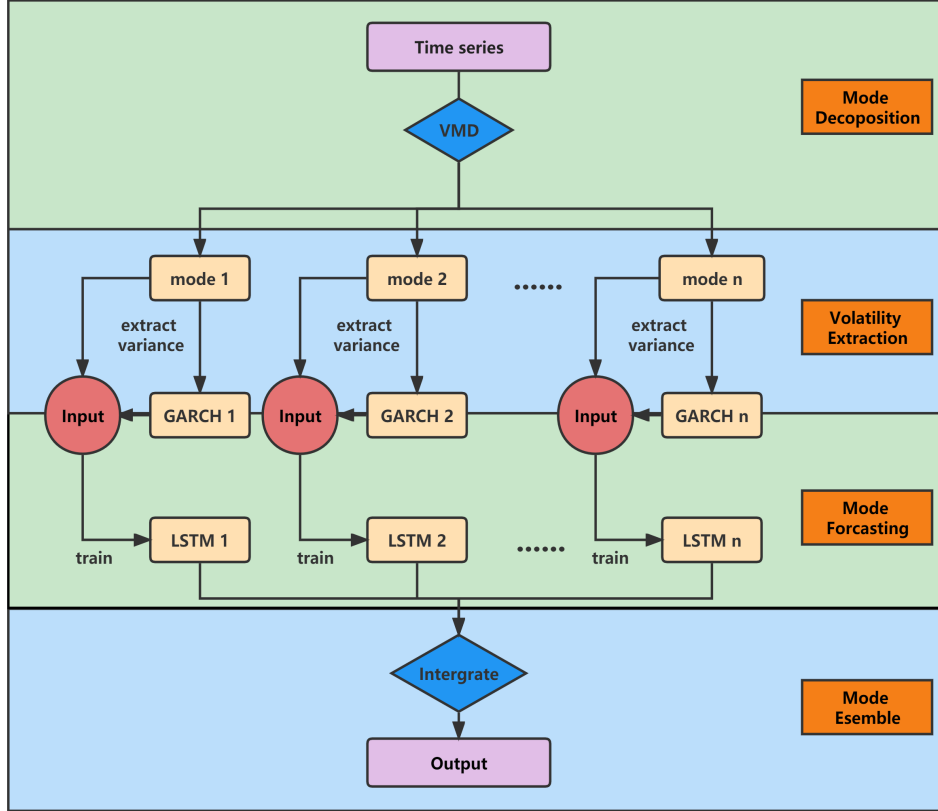 Time series
Mode
Decoposition
VMD
mode 1
mode 2
......
mode n
extract
variance
extract
variance
extract
variance
Volatility
Extraction
Input
GARCH 1
Input
GARCH 2
Input
GARCH n
Mode
Forcasting
LSTM 1
LSTM 2
......
LSTM n
train
train
train
Intergrate
Mode
Esemble
Output